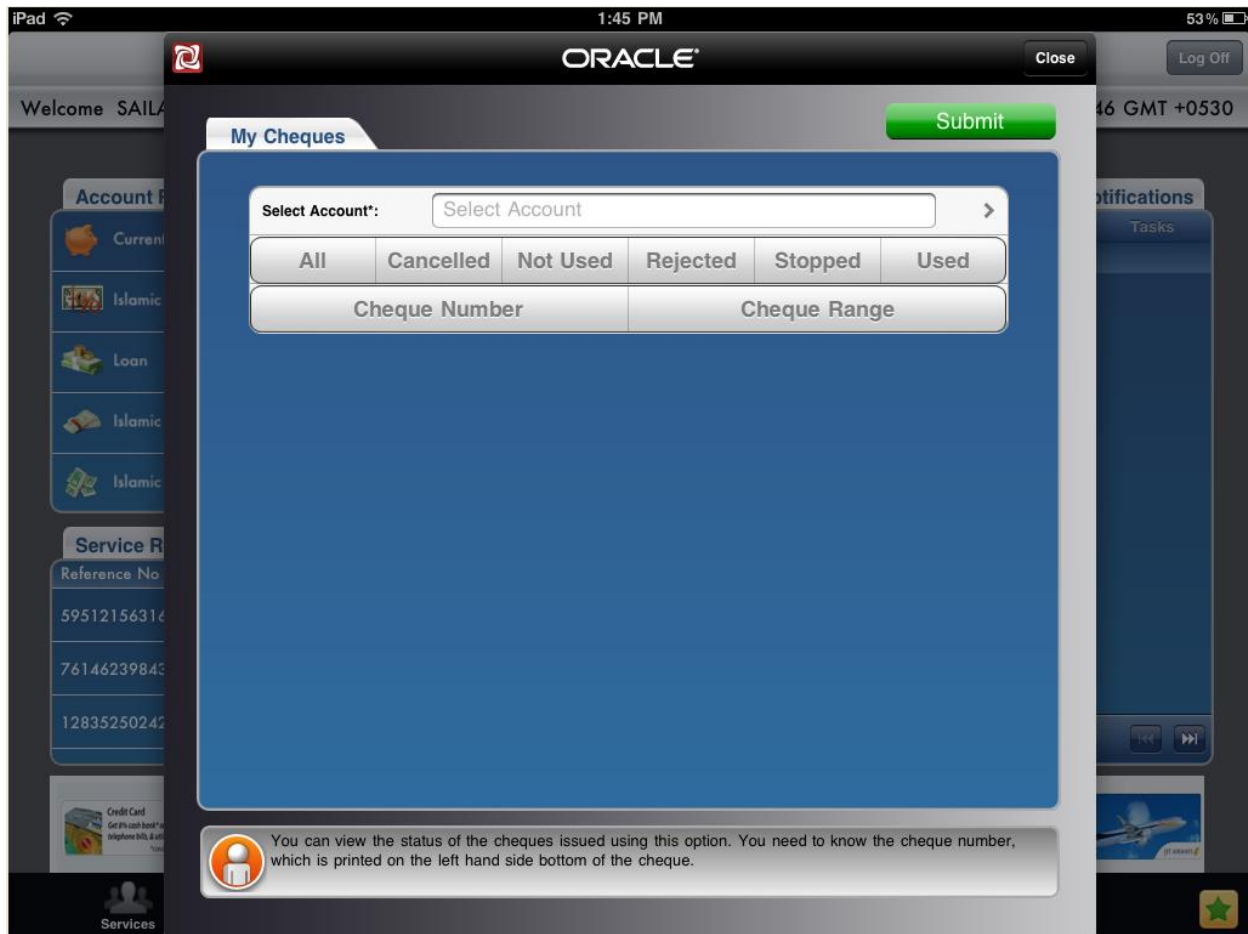 iPad 1:45 PM 53%
ORACLE
Close
Log Off
Welcome SAILA
46 GMT +0530
My Cheques
Submit
Account
Select Account*: Select Account
otifications
Tasks
All Cancelled Not Used Rejected Stopped Used
Cheque Number Cheque Range
Current
Islamic
Loan
Islamic
Islamic
Service R
Reference No
59512156316
76146239843
12835250242
Credit Card
You can view the status of the cheques issued using this option. You need to know the cheque number,
which is printed on the left hand side bottom of the cheque.
Services